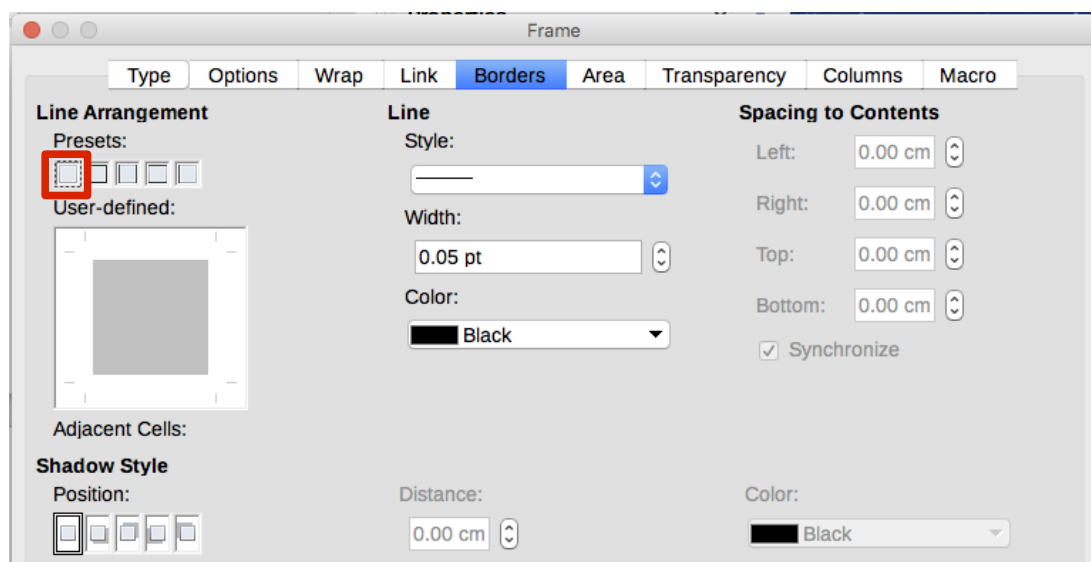 Frame
Type Options Wrap Link Borders Area Transparency Columns Macro
Line Arrangement
Presets:
User-defined:
Adjacent Cells:
Line
Style:
Width:
0.05 pt
Color:
Black
Spacing to Contents
Left: 0.00 cm
Right: 0.00 cm
Top: 0.00 cm
Bottom: 0.00 cm
Synchronize
Shadow Style
Position:
Distance:
0.00 cm
Color:
Black